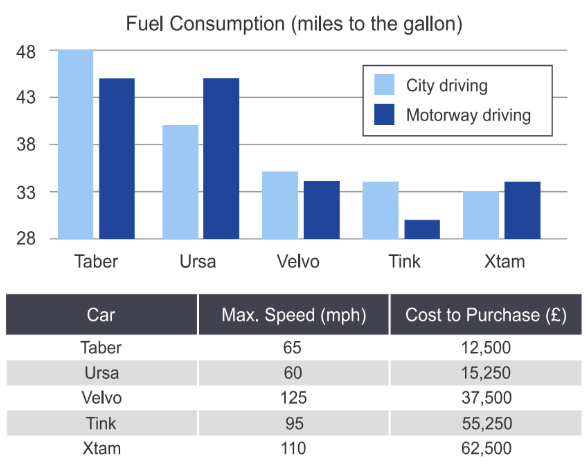 Fuel Consumption (miles to the gallon)
48
City driving
43
Motorway driving
38
33
28
Taber Ursa Velvo Tink Xtam
Car Max. Speed (mph) Cost to Purchase (£)
Taber 65 12,500
Ursa 60 15,250
Velvo 125 37,500
Tink 95 55,250
Xtam 110 62,500